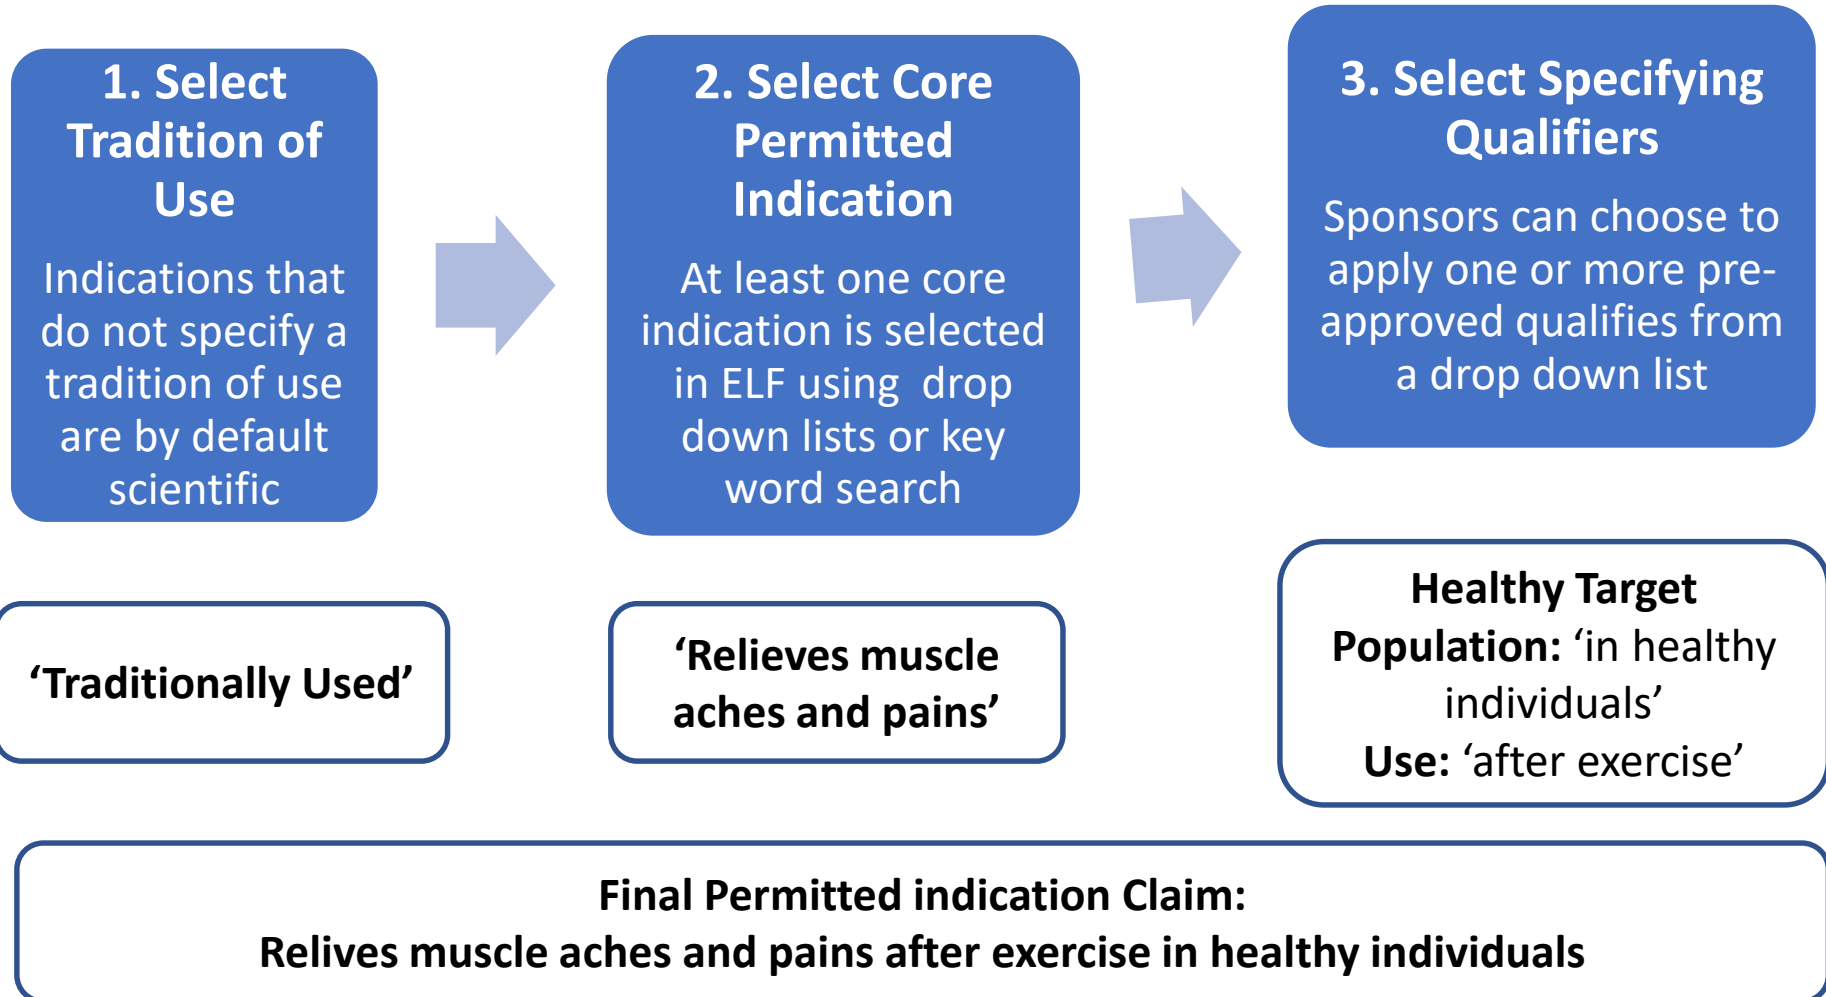 1. Select
Tradition of
Use
Indications that
do not specify a
tradition of use
are by default
scientific
2. Select Core
Permitted
Indication
At least one core
indication is selected
in ELF using  drop
down lists or key
word search
3. Select Specifying
Qualifiers
Sponsors can choose to
apply one or more pre-
approved qualifies from
a drop down list
‘Traditionally Used’
‘Relieves muscle
aches and pains’
Healthy Target
Population: ‘in healthy
individuals’
Use: ‘after exercise’
Final Permitted indication Claim:
Relives muscle aches and pains after exercise in healthy individuals